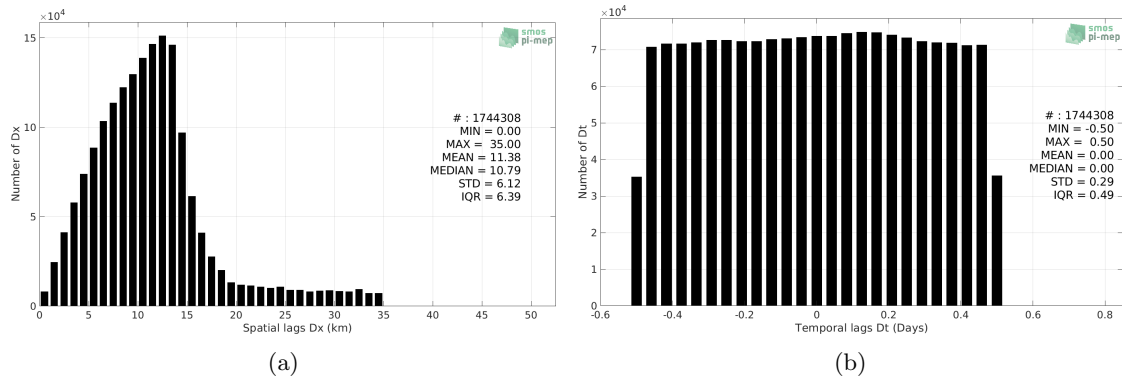 ×10⁴
15
10
5
0
0 5 10 15 20 25 30 35 40 45 50
Number of Dx
Spatial lags Dx (km)
smos
pi-mep
# : 1744308
MIN = 0.00
MAX = 35.00
MEAN = 11.38
MEDIAN = 10.79
STD = 6.12
IQR = 6.39
(a)
×10⁴
8
7
6
5
4
3
2
1
0
-0.6 -0.4 -0.2 0 0.2 0.4 0.6 0.8
Number of Dt
Temporal lags Dt (Days)
smos
pi-mep
# : 1744308
MIN = -0.50
MAX = 0.50
MEAN = 0.00
MEDIAN = 0.00
STD = 0.29
IQR = 0.49
(b)